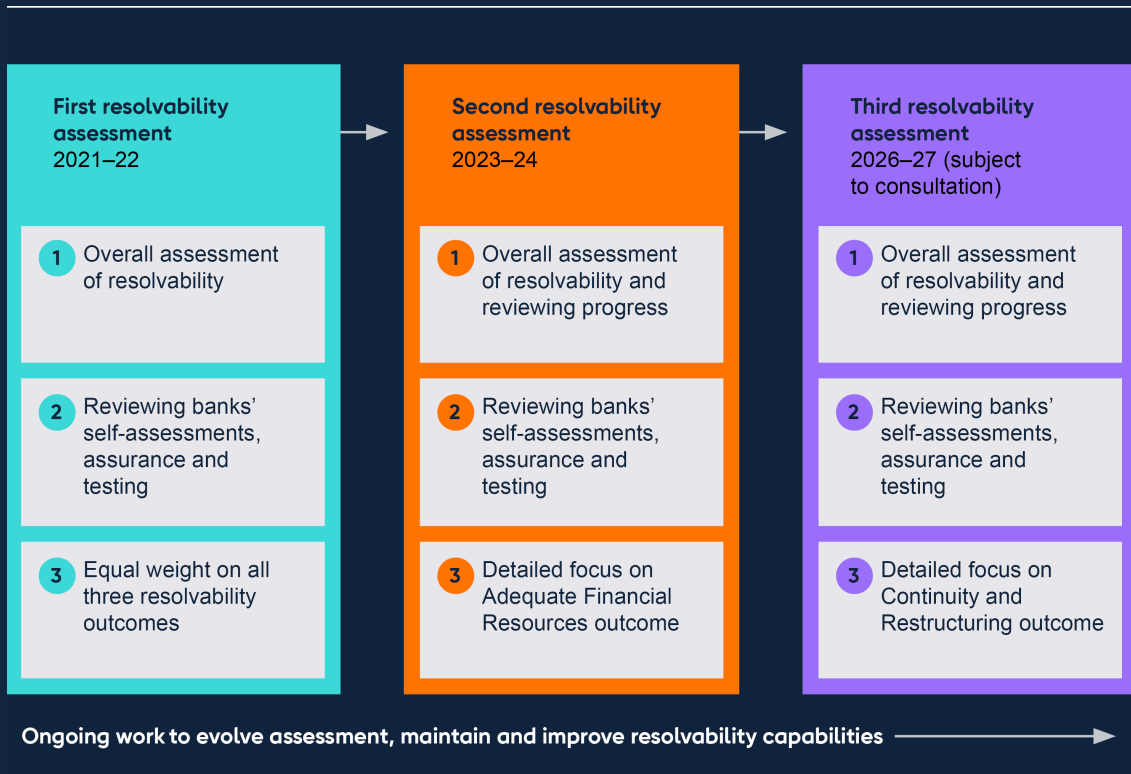 First resolvability
assessment
2021–22
1 Overall assessment
of resolvability
2 Reviewing banks’
self-assessments,
assurance and
testing
3 Equal weight on all
three resolvability
outcomes
Second resolvability
assessment
2023–24
1 Overall assessment
of resolvability and
reviewing progress
2 Reviewing banks’
self-assessments,
assurance and
testing
3 Detailed focus on
Adequate Financial
Resources outcome
Third resolvability
assessment
2026–27 (subject
to consultation)
1 Overall assessment
of resolvability and
reviewing progress
2 Reviewing banks’
self-assessments,
assurance and
testing
3 Detailed focus on
Continuity and
Restructuring outcome
Ongoing work to evolve assessment, maintain and improve resolvability capabilities